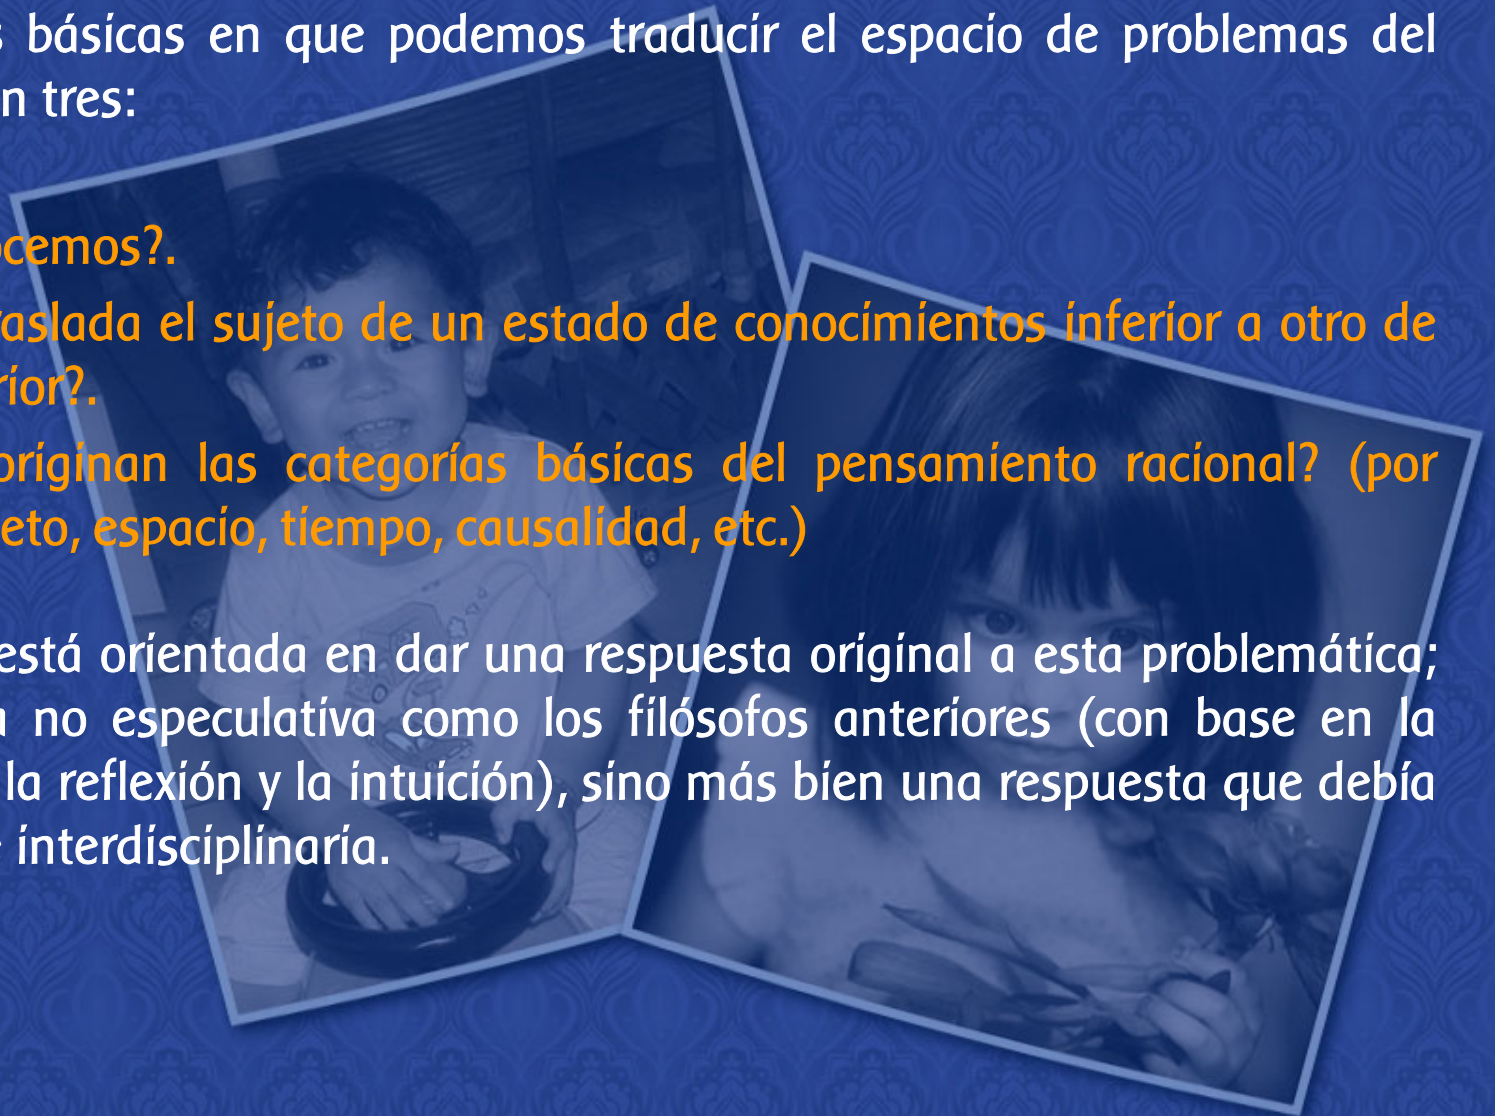 básicas en que podemos traducir el espacio de problemas del
n tres:
ocemos?.
raslada el sujeto de un estado de conocimientos inferior a otro de
rior?.
originan las categorías básicas del pensamiento racional? (por
eto, espacio, tiempo, causalidad, etc.)
está orientada en dar una respuesta original a esta problemática;
no especulativa como los filósofos anteriores (con base en la
la reflexión y la intuición), sino más bien una respuesta que debía
interdisciplinaria.